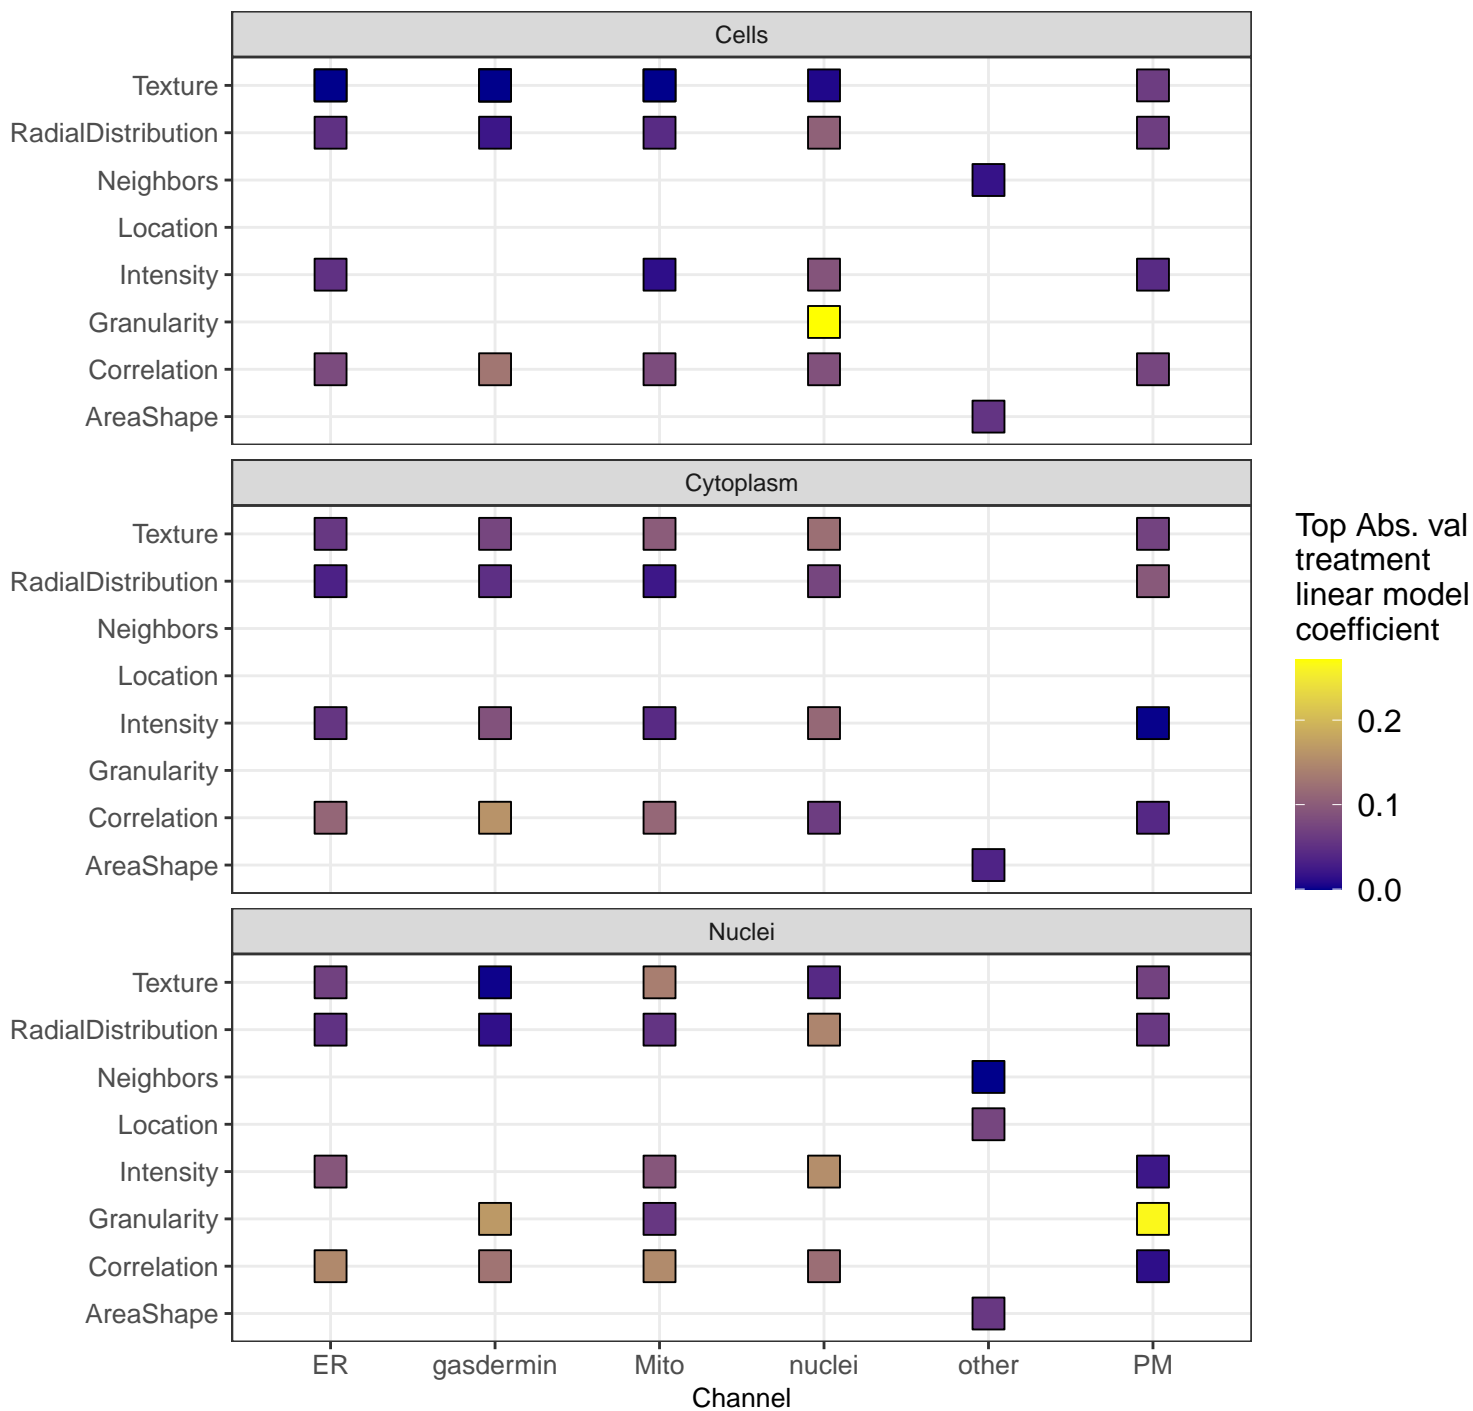 Cells
Texture
RadialDistribution
Neighbors
Location
Intensity
Granularity
Correlation
AreaShape
Cytoplasm
Texture
RadialDistribution
Neighbors
Location
Intensity
Granularity
Correlation
AreaShape
Nuclei
Texture
RadialDistribution
Neighbors
Location
Intensity
Granularity
Correlation
AreaShape
ER gasdermin Mito nuclei other PM
Channel
Top Abs. val
treatment
linear model
coefficient
0.2
0.1
0.0